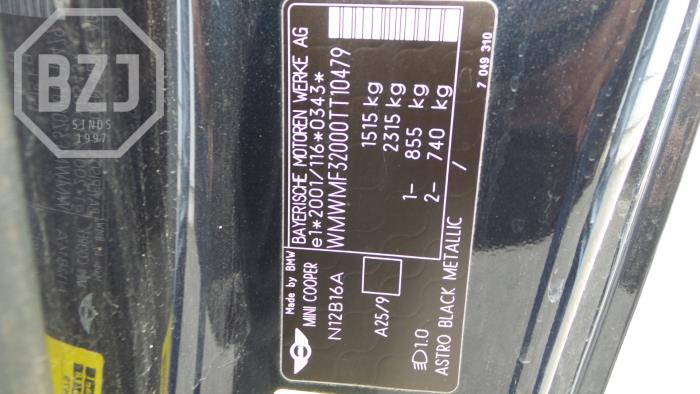 BZJ
SINDS
1997
BAYERISCHE MOTOREN WERKE AG
e1*2001/116*0343*
WMWMF32000TT10479
1515 kg
2315 kg
1– 855 kg
2– 740 kg
Made by BMW
MINI COOPER
N12B16A
A25/9
1.0
ASTRO BLACK METALLIC /
7 049 310